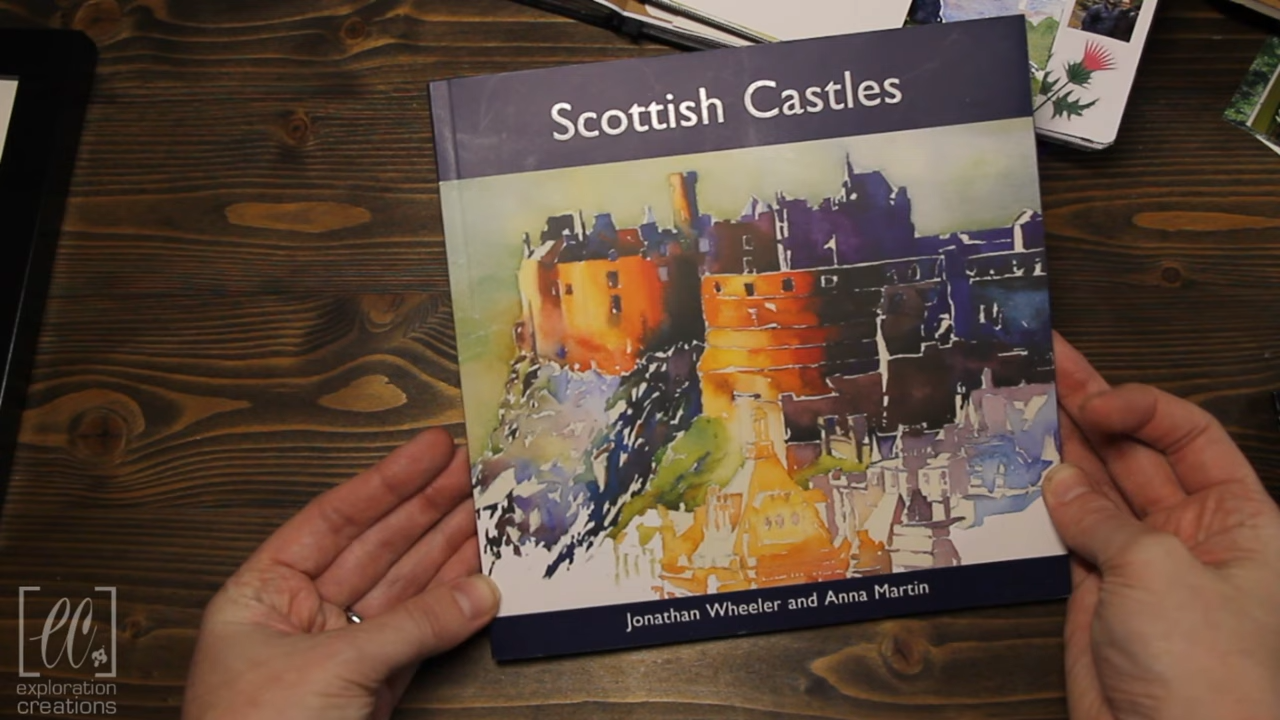 Scottish Castles
Jonathan Wheeler and Anna Martin
EC
exploration
creations